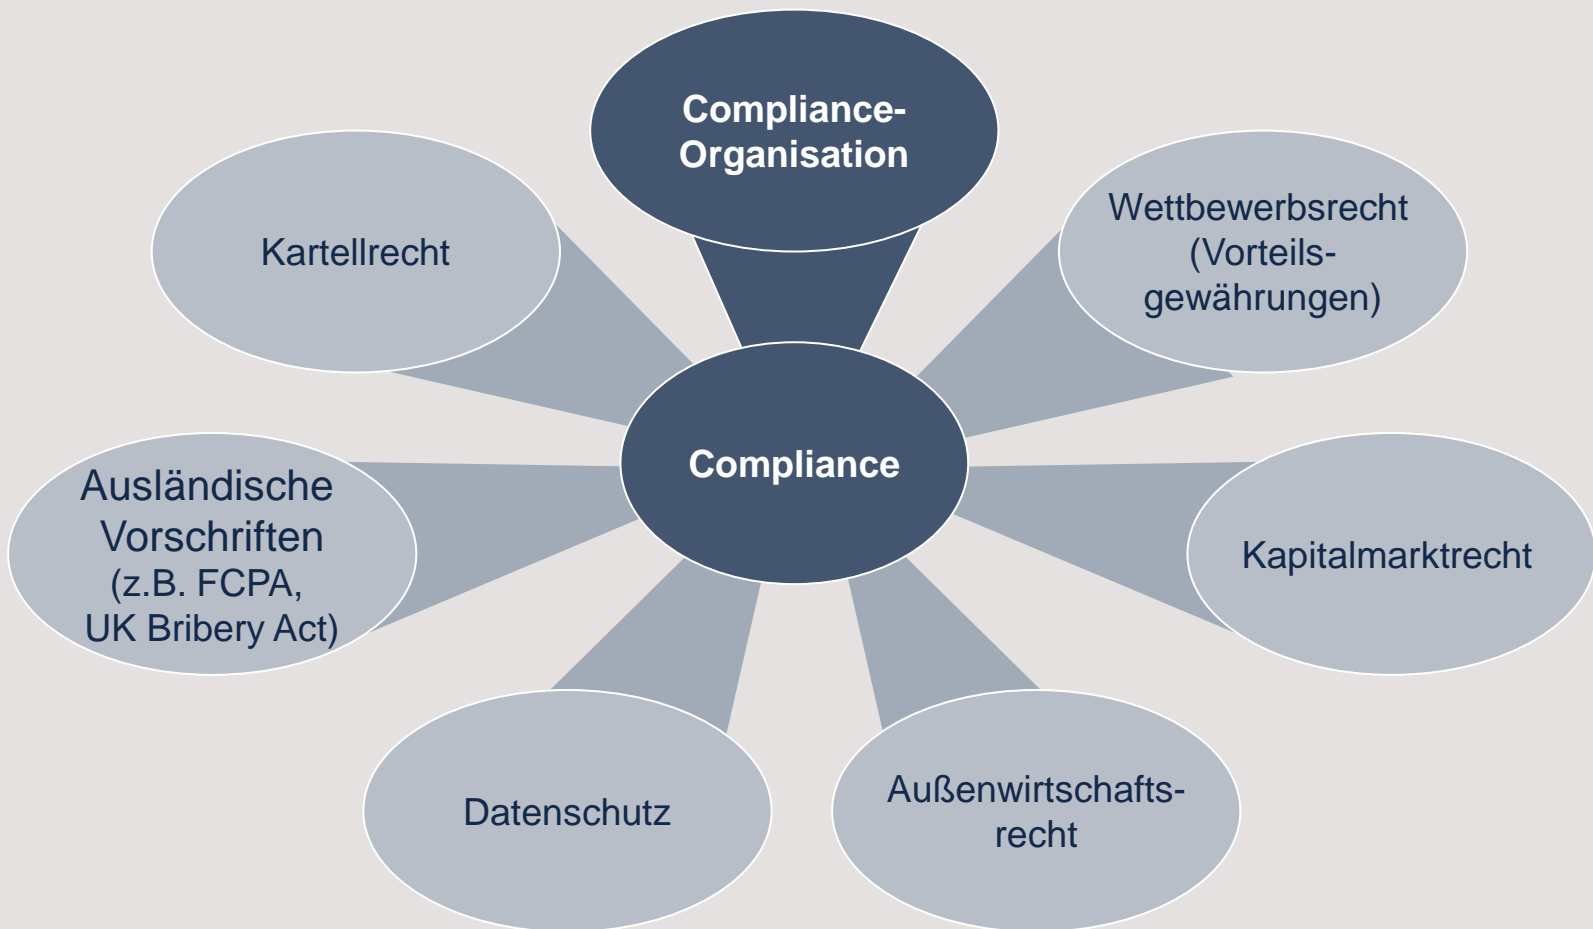 Compliance-
Organisation
Kartellrecht
Wettbewerbsrecht
(Vorteils-
gewährungen)
Compliance
Ausländische
Vorschriften
(z.B. FCPA,
UK Bribery Act)
Kapitalmarktrecht
Datenschutz
Außenwirtschafts-
recht